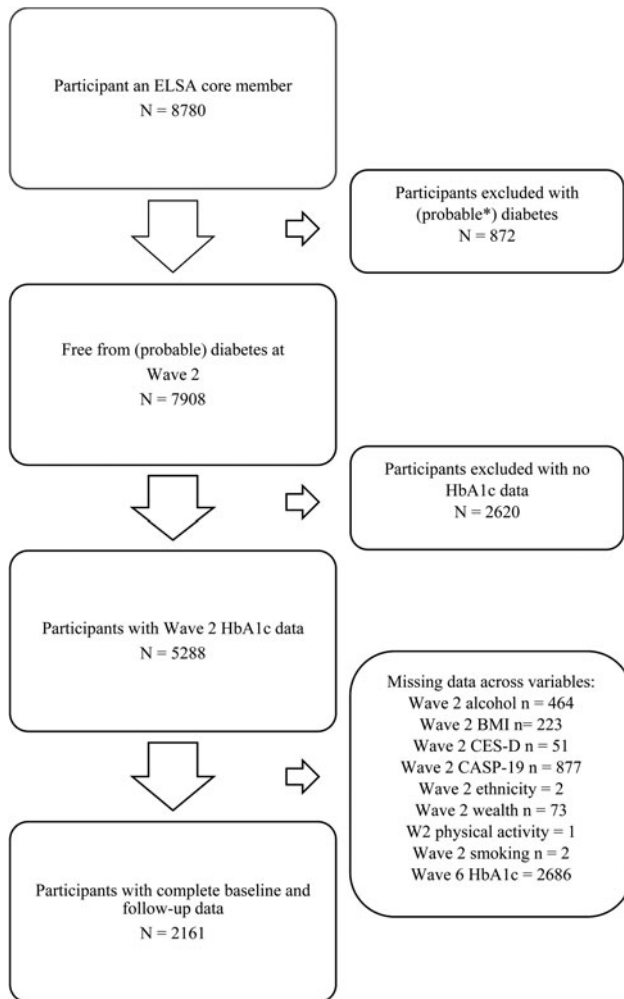 Participant an ELSA core member
N = 8780
Participants excluded with
(probable*) diabetes
N = 872
Free from (probable) diabetes at
Wave 2
N = 7908
Participants excluded with no
HbA1c data
N = 2620
Participants with Wave 2 HbA1c data
N = 5288
Missing data across variables:
Wave 2 alcohol n = 464
Wave 2 BMI n= 223
Wave 2 CES-D n = 51
Wave 2 CASP-19 n = 877
Wave 2 ethnicity = 2
Wave 2 wealth = 73
W2 physical activity = 1
Wave 2 smoking n = 2
Wave 6 HbA1c = 2686
Participants with complete baseline and
follow-up data
N = 2161